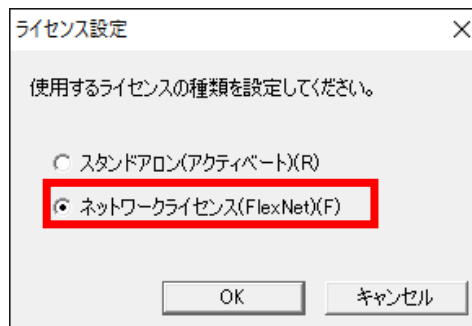 ライセンス設定
使用するライセンスの種類を設定してください。
スタンドアロン(アクティベート)(R)
ネットワークライセンス(FlexNet)(F)
OK キャンセル